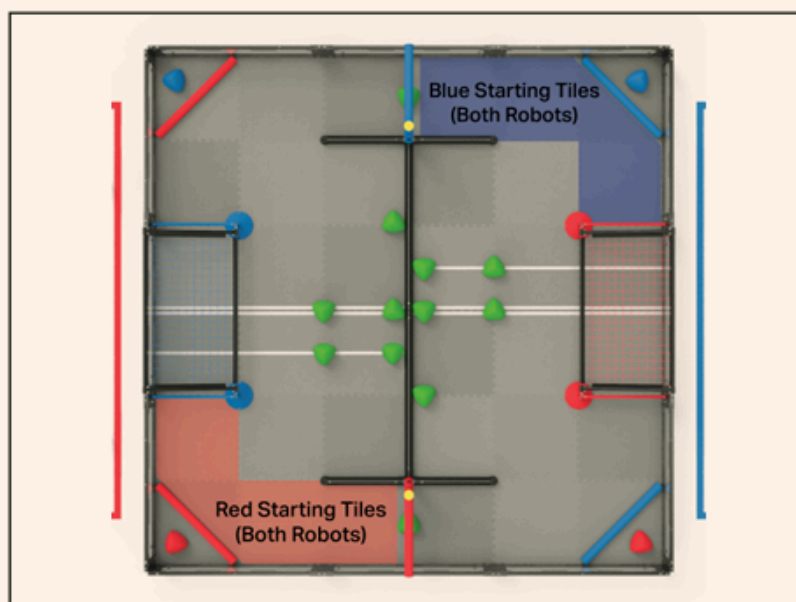 Blue Starting Tiles
(Both Robots)
Red Starting Tiles
(Both Robots)